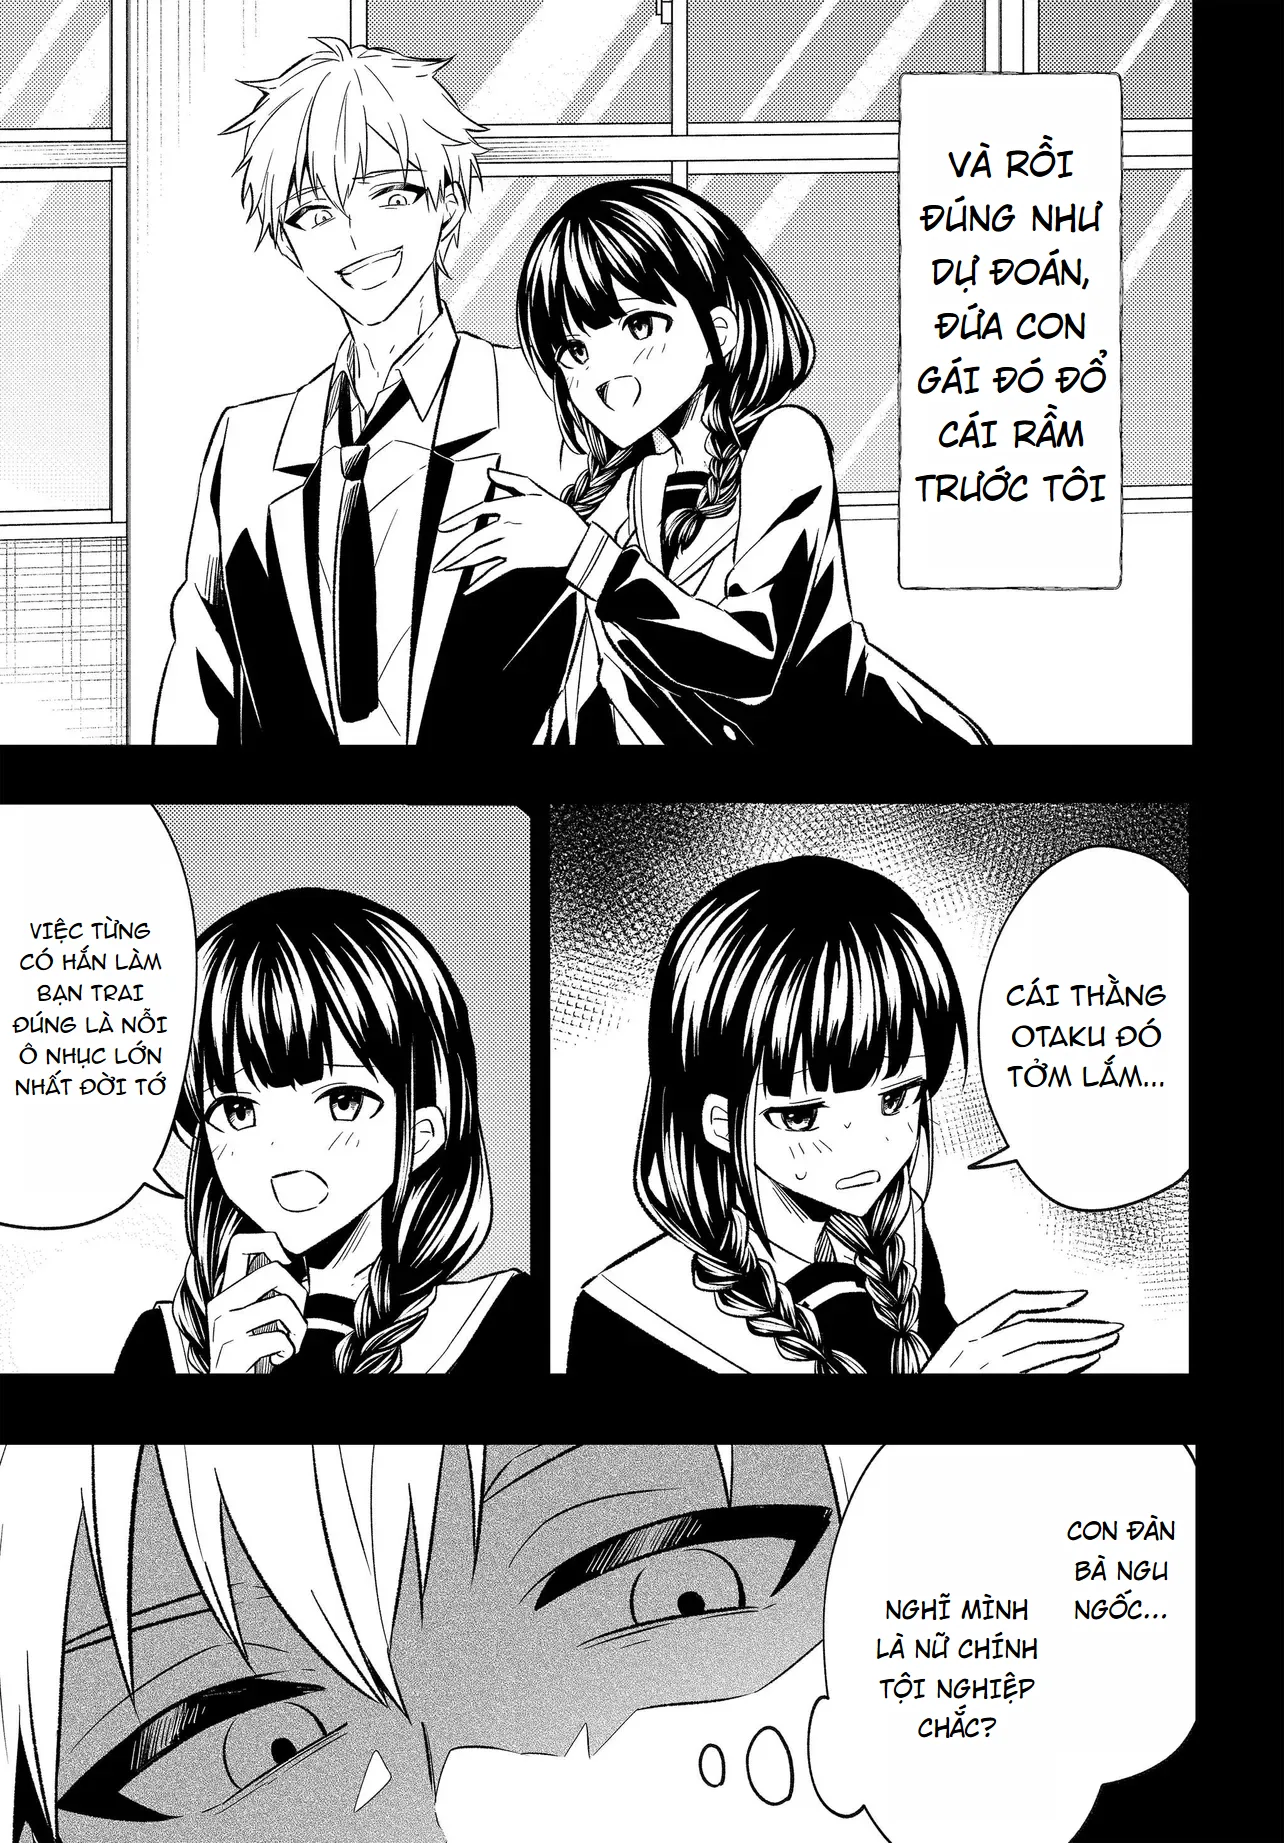 VÀ RỒI
ĐÚNG NHƯ
DỰ ĐOÁN,
ĐỨA CON
GÁI ĐÓ ĐỔ
CÁI RẦM
TRƯỚC TÔI
CÁI THẰNG
OTAKU ĐÓ
TỞM LẮM...
VIỆC TỪNG
CÓ HẮN LÀM
BẠN TRAI
ĐÚNG LÀ NỖI
Ô NHỤC LỚN
NHẤT ĐỜI TỚ
CON ĐÀN
BÀ NGU
NGỐC...
NGHĨ MÌNH
LÀ NỮ CHÍNH
TỘI NGHIỆP
CHẮC?